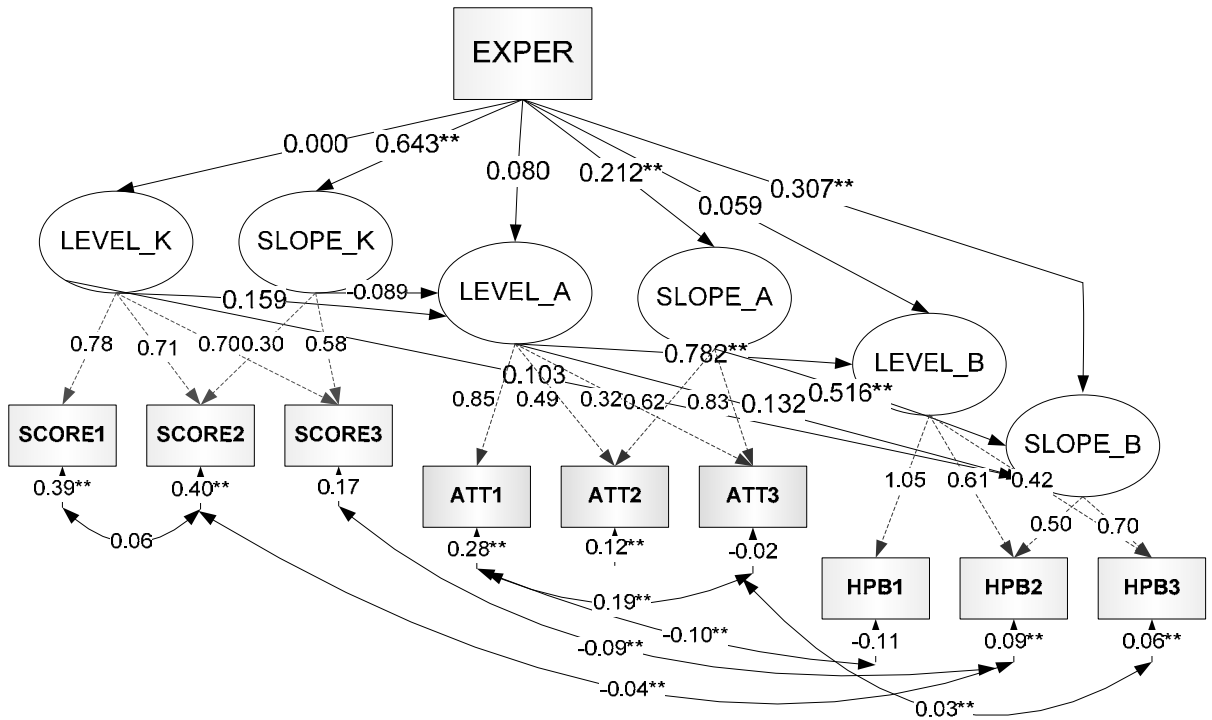 EXPER
0.000
0.643**
0.080
0.212**
0.307**
0.059
LEVEL_K
SLOPE_K
LEVEL_A
SLOPE_A
LEVEL_B
SLOPE_B
0.159
-0.089
0.78
0.71
0.70
0.30
0.58
0.782**
0.103
0.516**
0.132
0.85
0.49
0.32
0.62
0.83
SCORE1
SCORE2
SCORE3
0.39**
0.40**
0.17
0.06
ATT1
ATT2
ATT3
0.28**
0.12**
-0.02
1.05
0.61
0.42
0.50
0.70
HPB1
HPB2
HPB3
-0.11
0.09**
0.06**
0.19**
-0.10**
-0.09**
-0.04**
0.03**